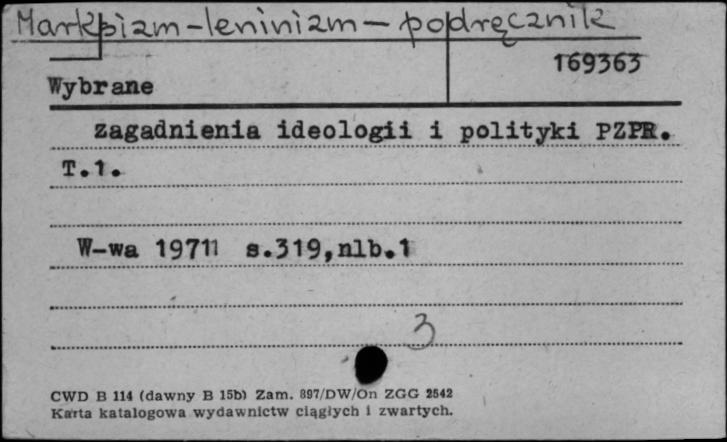 Markpizm-leninizm - podręcznik
169363
Wybrane
zagadnienia ideologii i polityki PZPR.
T.1.
W-wa 1971 s.319,nlb.1
3
CWD B 114 (dawny B 15b) Zam. 897/DW/On ZGG 2542
Karta katalogowa wydawnictw ciągłych i zwartych.